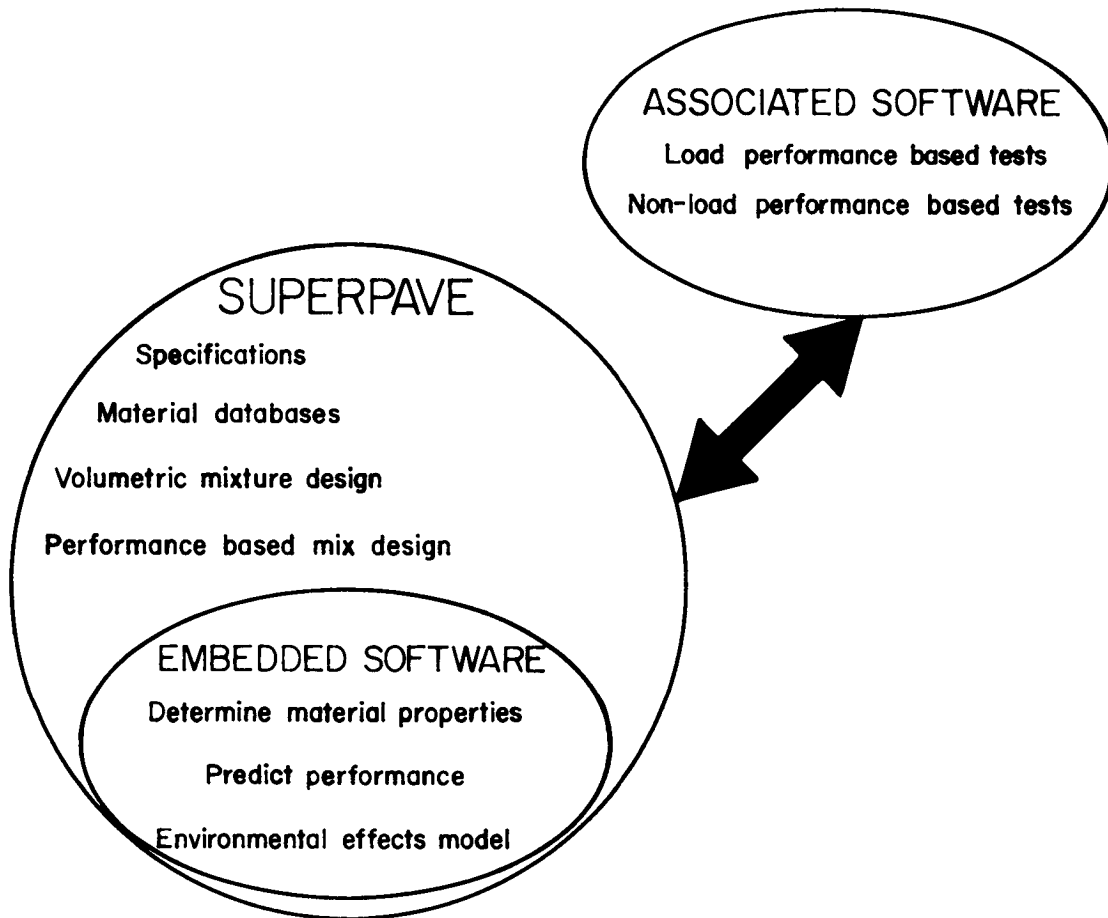 ASSOCIATED SOFTWARE
Load performance based tests
Non-load performance based tests
SUPERPAVE
Specifications
Material databases
Volumetric mixture design
Performance based mix design
EMBEDDED SOFTWARE
Determine material properties
Predict performance
Environmental effects model